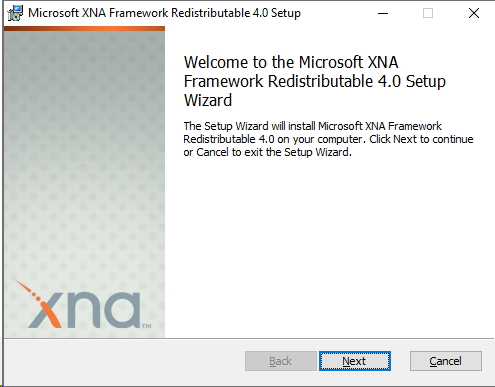 Microsoft XNA Framework Redistributable 4.0 Setup
Welcome to the Microsoft XNA
Framework Redistributable 4.0 Setup
Wizard
The Setup Wizard will install Microsoft XNA Framework
Redistributable 4.0 on your computer. Click Next to continue
or Cancel to exit the Setup Wizard.
xna™
Back
Next
Cancel